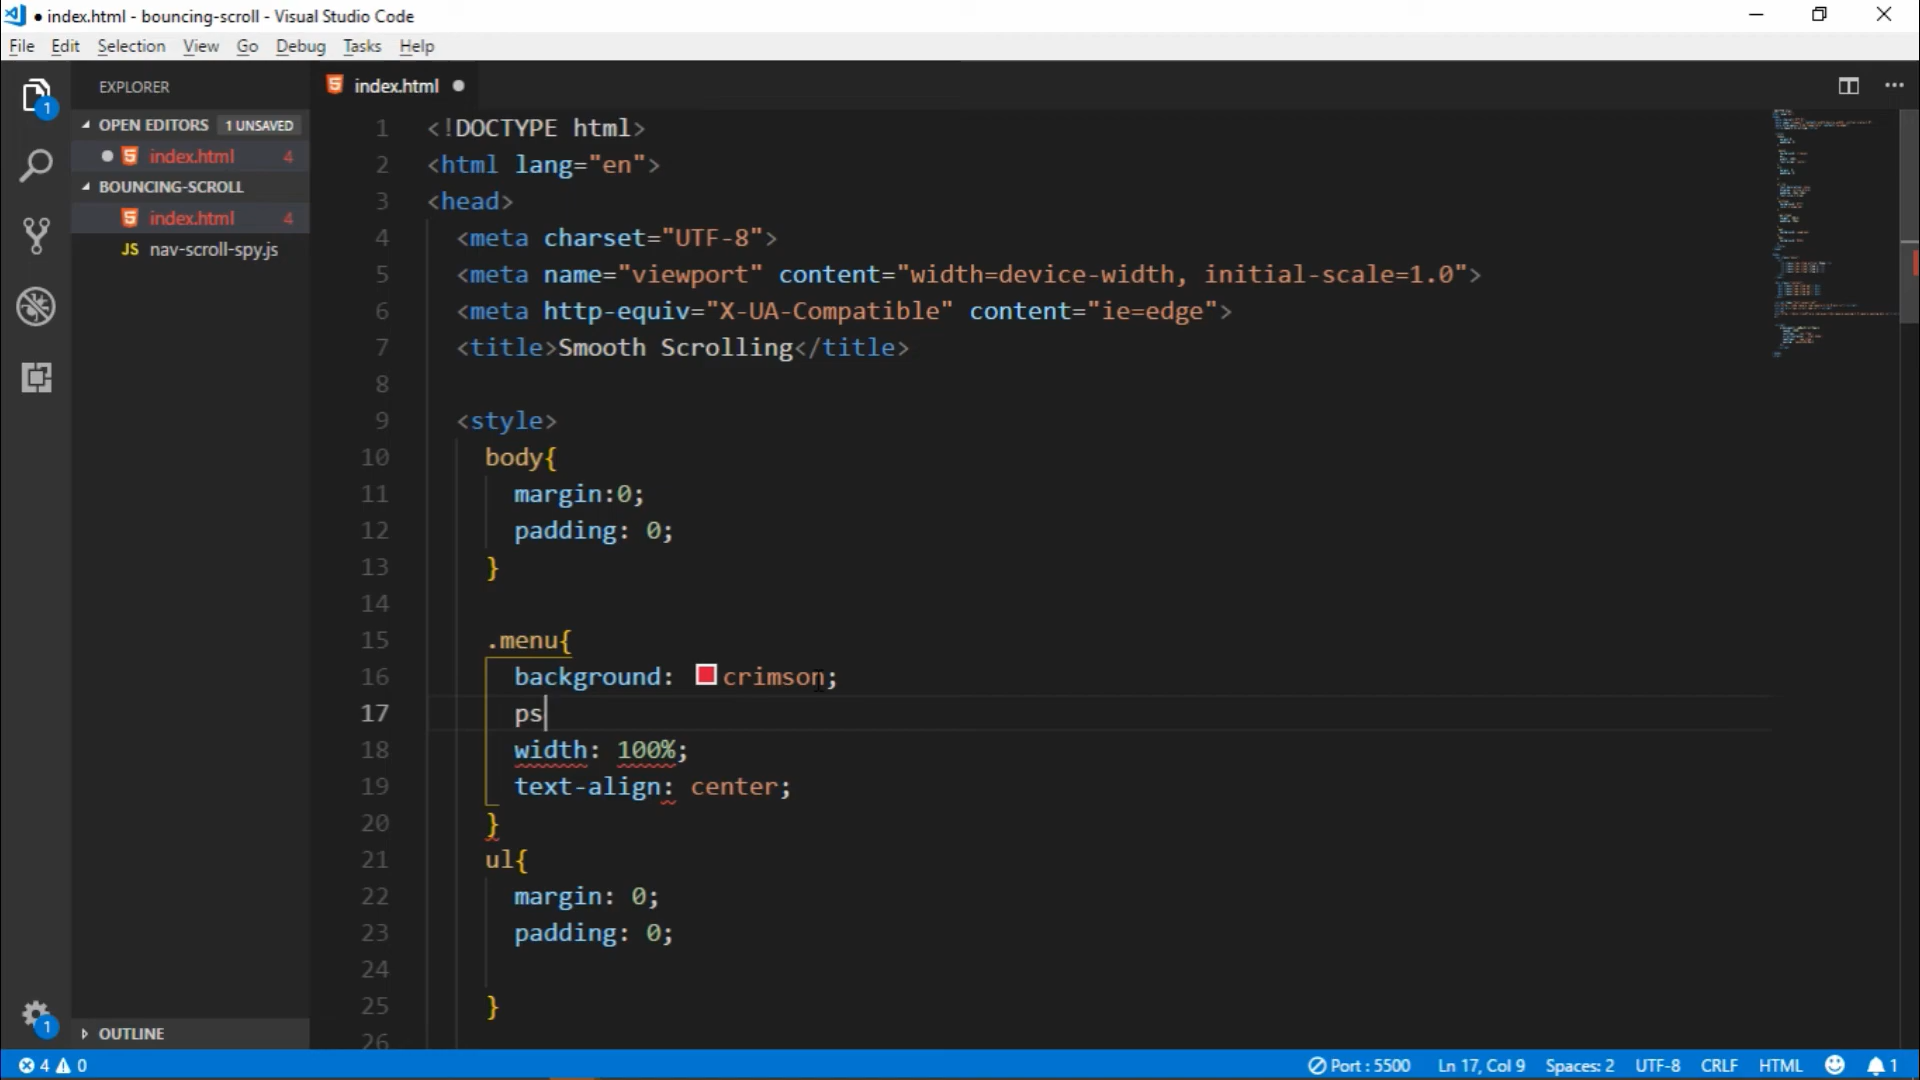 ● index.html - bouncing-scroll - Visual Studio Code
File Edit Selection View Go Debug Tasks Help
EXPLORER
OPEN EDITORS 1 UNSAVED
index.html 4
BOUNCING-SCROLL
index.html 4
JS nav-scroll-spy.js
OUTLINE
1
1
index.html ●
1 <!DOCTYPE html>
2 <html lang="en">
3 <head>
4 <meta charset="UTF-8">
5 <meta name="viewport" content="width=device-width, initial-scale=1.0">
6 <meta http-equiv="X-UA-Compatible" content="ie=edge">
7 <title>Smooth Scrolling</title>
8
9 <style>
10 body{
11 margin:0;
12 padding: 0;
13 }
14
15 .menu{
16 background: crimson;
17 ps
18 width: 100%;
19 text-align: center;
20 }
21 ul{
22 margin: 0;
23 padding: 0;
24
25 }
26
4 0 Port : 5500 Ln 17, Col 9 Spaces: 2 UTF-8 CRLF HTML 1